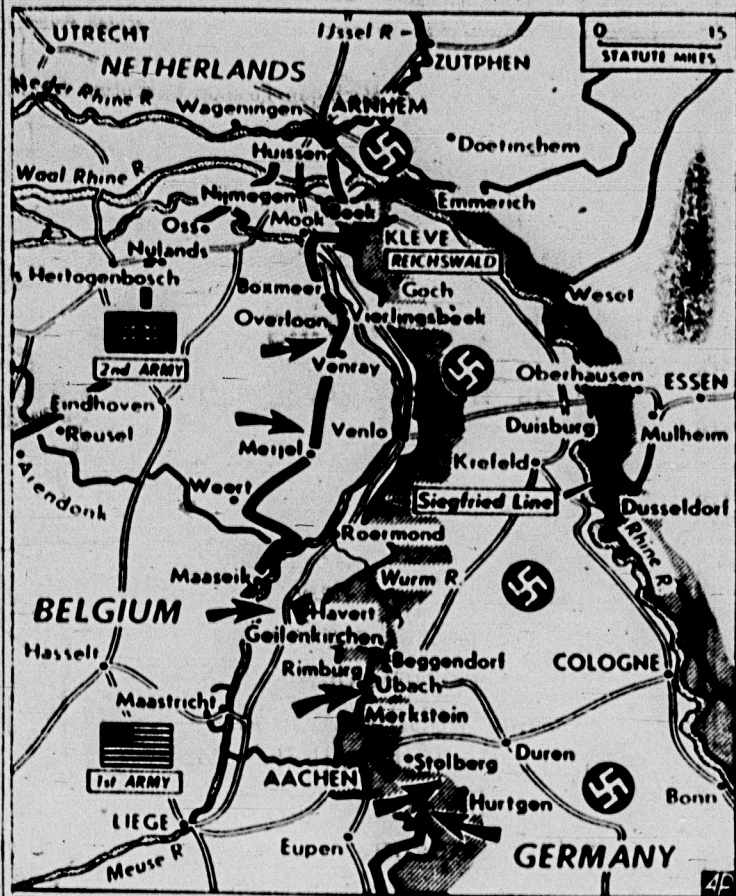 UTRECHT
IJssel R
0 15
STATUTE MILES
NETHERLANDS
ZUTPHEN
Neder Rhine R
Wageningen
ARNHEM
Doetinchem
Huissen
Waal Rhine R
Nijmegen
Beek
Emmerich
Oss
Mook
KLEVE
Nulands
REICHSWALD
s Hertogenbosch
Boxmeer
Goch
Wesel
Overloon
Vierlingsbeek
2nd ARMY
Venray
Oberhausen
ESSEN
Eindhoven
Reusel
Venlo
Duisburg
Mulheim
Meijel
Krefeld
Arendonk
Weert
Siegfried Line
Dusseldorf
Roermond
Rhine R
Maaseik
Wurm R.
BELGIUM
Havert
Geilenkirchen
Hasselt
Beggendorf
COLOGNE
Rimburg
Ubach
Maastricht
Merkstein
Stolberg
Duren
1st ARMY
AACHEN
Hurtgen
Bonn
LIEGE
Eupen
GERMANY
Meuse R
AP